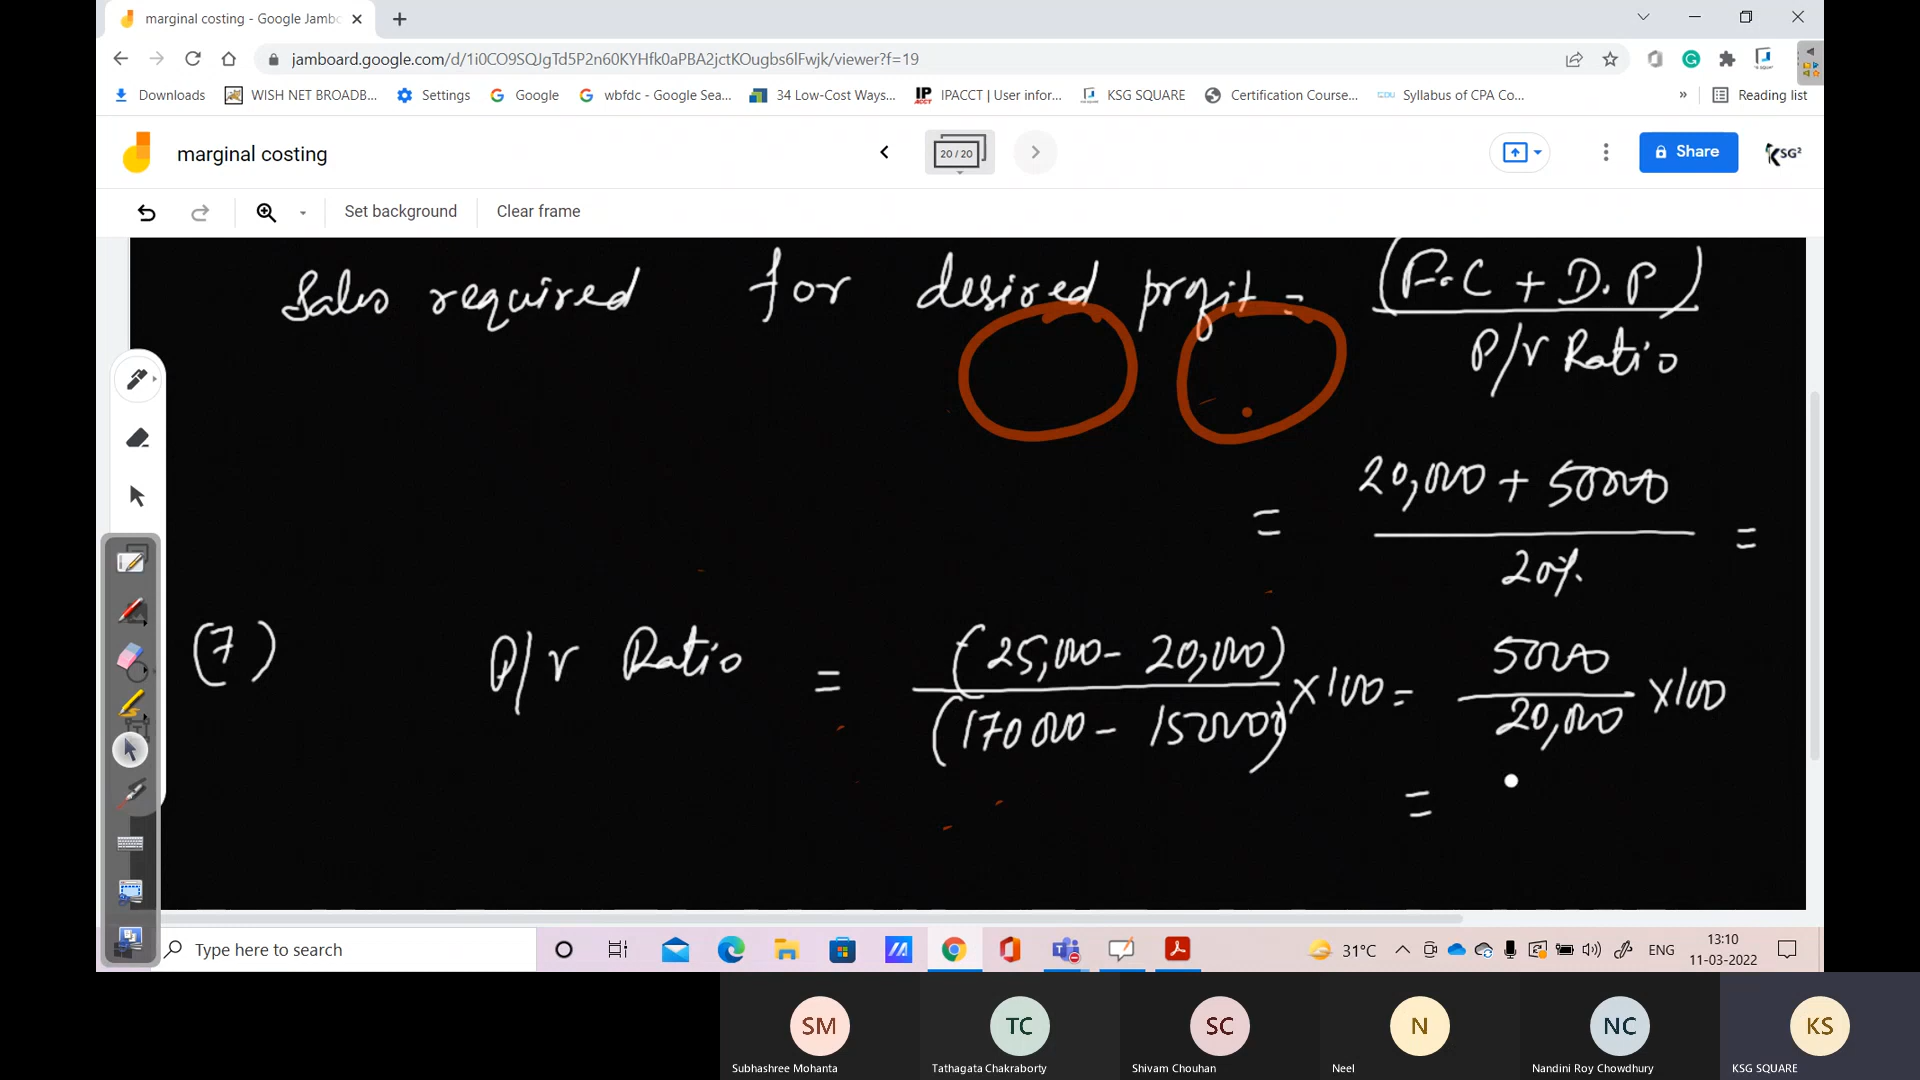 marginal costing - Google Jambo
jamboard.google.com/d/1i0CO9SQJgTd5P2n60KYHfk0aPBA2jctKOugbs6lFwjk/viewer?f=19
Downloads WISH NET BROADB... Settings Google wbfdc - Google Sea... 34 Low-Cost Ways... IPACCT | User infor... KSG SQUARE Certification Course... Syllabus of CPA Co... » Reading list
marginal costing 20 / 20 Share KSG²
Set background Clear frame
Sales required for desired profit = (F.C + D.P)
P/V Ratio
= 20,000 + 50000 =
20%
(7) P/V Ratio = (25,000 - 20,000) ×100 = 5000 ×100
(170000 - 150000) 20,000
=
Type here to search 31°C ENG 13:10
11-03-2022
SM TC SC N NC KS
Subhashree Mohanta Tathagata Chakraborty Shivam Chouhan Neel Nandini Roy Chowdhury KSG SQUARE